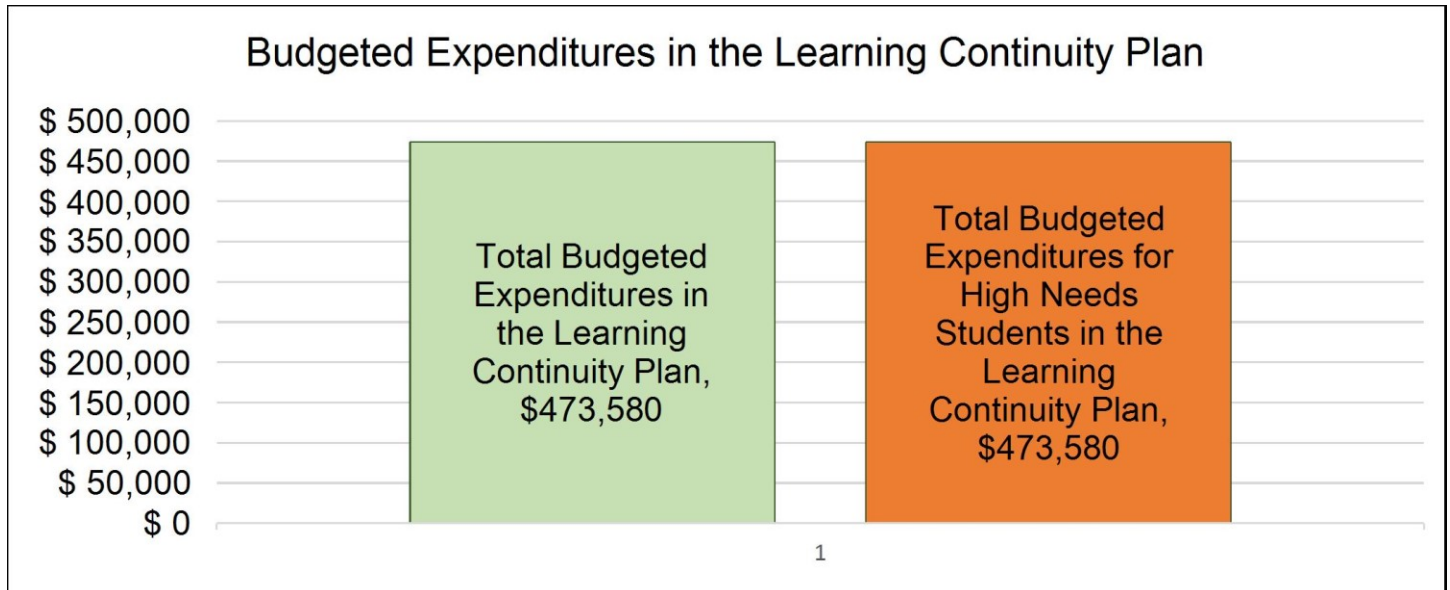 Budgeted Expenditures in the Learning Continuity Plan
$ 500,000
$ 450,000
$ 400,000
$ 350,000
$ 300,000
$ 250,000
$ 200,000
$ 150,000
$ 100,000
$ 50,000
$ 0
Total Budgeted
Expenditures in
the Learning
Continuity Plan,
$473,580
Total Budgeted
Expenditures for
High Needs
Students in the
Learning
Continuity Plan,
$473,580
1